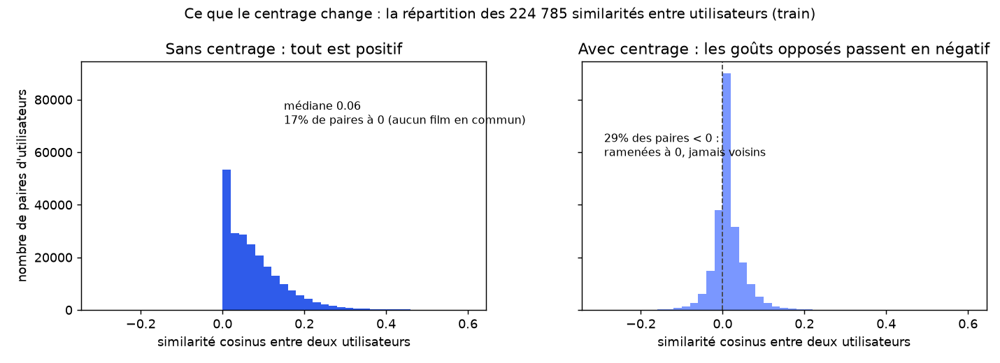 Ce que le centrage change : la répartition des 224 785 similarités entre utilisateurs (train)
Sans centrage : tout est positif
nombre de paires d'utilisateurs
80000
60000
40000
20000
0
médiane 0.06
17% de paires à 0 (aucun film en commun)
−0.2 0.0 0.2 0.4 0.6
similarité cosinus entre deux utilisateurs
Avec centrage : les goûts opposés passent en négatif
29% des paires < 0 :
ramenées à 0, jamais voisins
−0.2 0.0 0.2 0.4 0.6
similarité cosinus entre deux utilisateurs